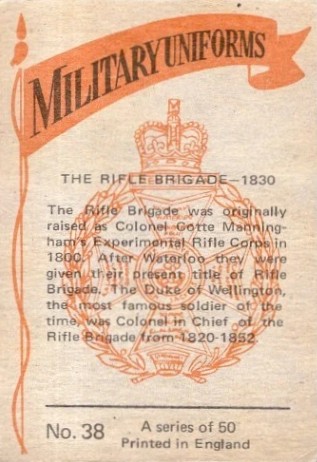 MILITARY UNIFORMS
THE RIFLE BRIGADE—1830
The Rifle Brigade was originally
raised as Colonel Cotte Manning-
ham's Experimental Rifle Corps in
1800. After Waterloo they were
given their present title of Rifle
Brigade. The Duke of Wellington,
the most famous soldier of the
time, was Colonel in Chief of the
Rifle Brigade from 1820-1852
No. 38
A series of 50
Printed in England